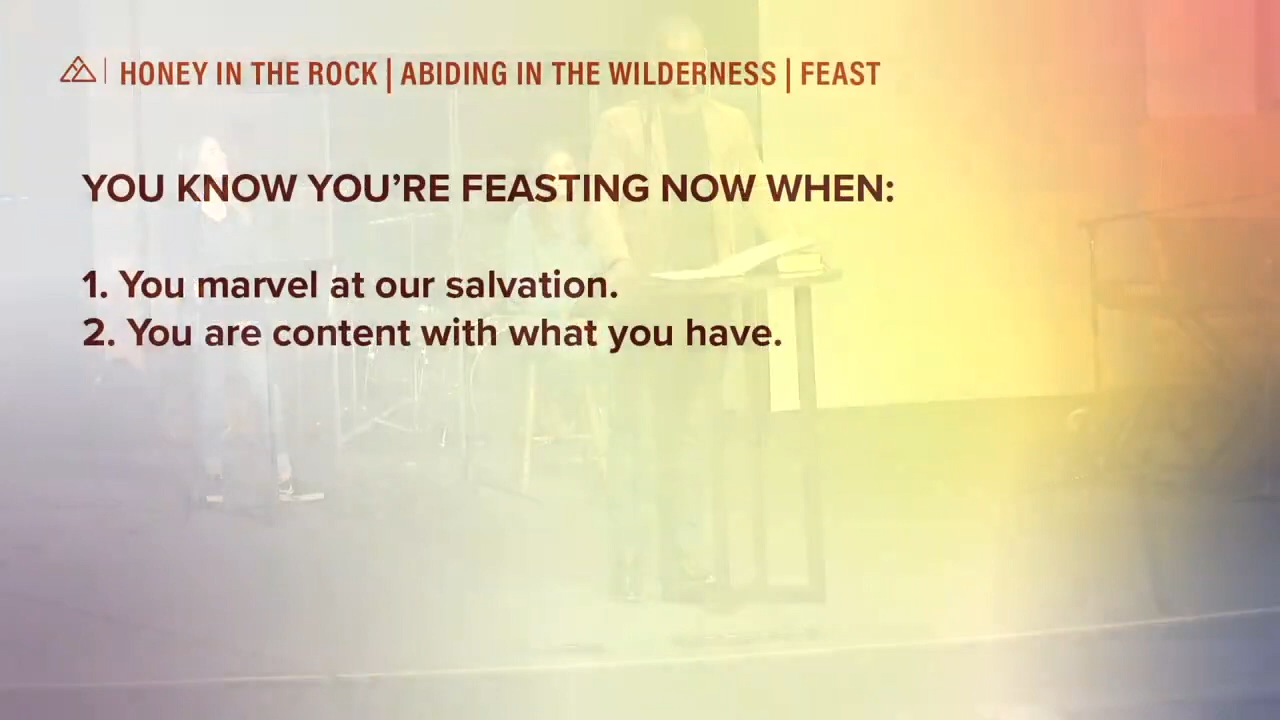 HONEY IN THE ROCK | ABIDING IN THE WILDERNESS | FEAST
YOU KNOW YOU’RE FEASTING NOW WHEN:
1. You marvel at our salvation.
2. You are content with what you have.